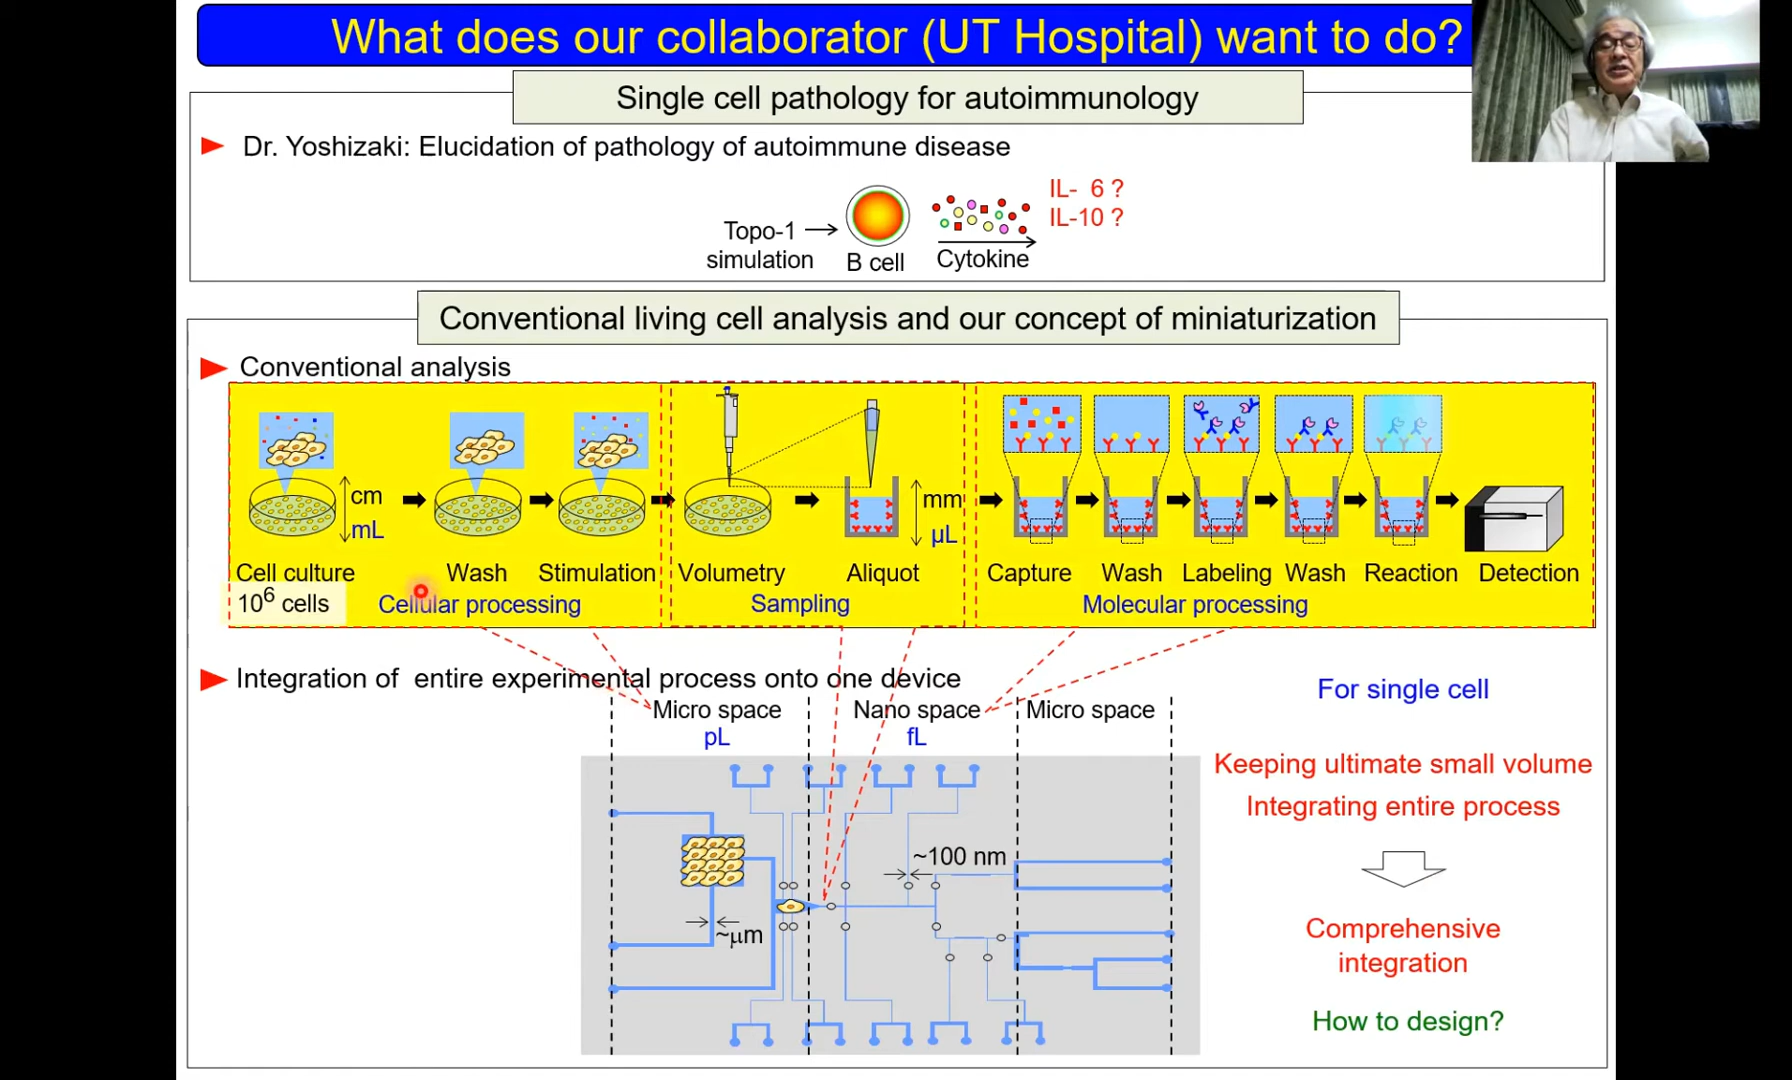 What does our collaborator (UT Hospital) want to do?
Single cell pathology for autoimmunology
Dr. Yoshizaki: Elucidation of pathology of autoimmune disease
Topo-1
simulation
B cell
Cytokine
IL- 6 ?
IL-10 ?
Conventional living cell analysis and our concept of miniaturization
Conventional analysis
cm
mL
mm
µL
Cell culture
Wash
Stimulation
Volumetry
Aliquot
Capture
Wash
Labeling
Wash
Reaction
Detection
10⁶ cells
Cellular processing
Sampling
Molecular processing
Integration of entire experimental process onto one device
Micro space
pL
Nano space
fL
Micro space
~100 nm
~µm
For single cell
Keeping ultimate small volume
Integrating entire process
Comprehensive
integration
How to design?